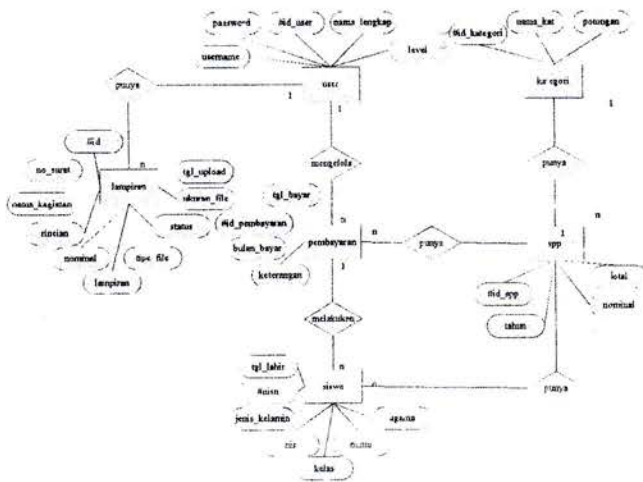 password
#id_user
nama_lengkap
nama_kat
potongan
username
level
#id_kategori
punya
user
kategori
1
1
1
#id
mengelola
punya
no_surat
n
tgl_upload
lampiran
ukuran_file
tgl_bayar
nama_kegiatan
status
#id_pembayaran
n
1
n
rincian
bulan_bayar
pembayaran
n
punya
spp
nominal
tipe_file
keterangan
1
total
lampiran
#id_spp
nominal
melakukan
tahun
tgl_lahir
n
#nisn
siswa
n
punya
jenis_kelamin
agama
nis
kelas